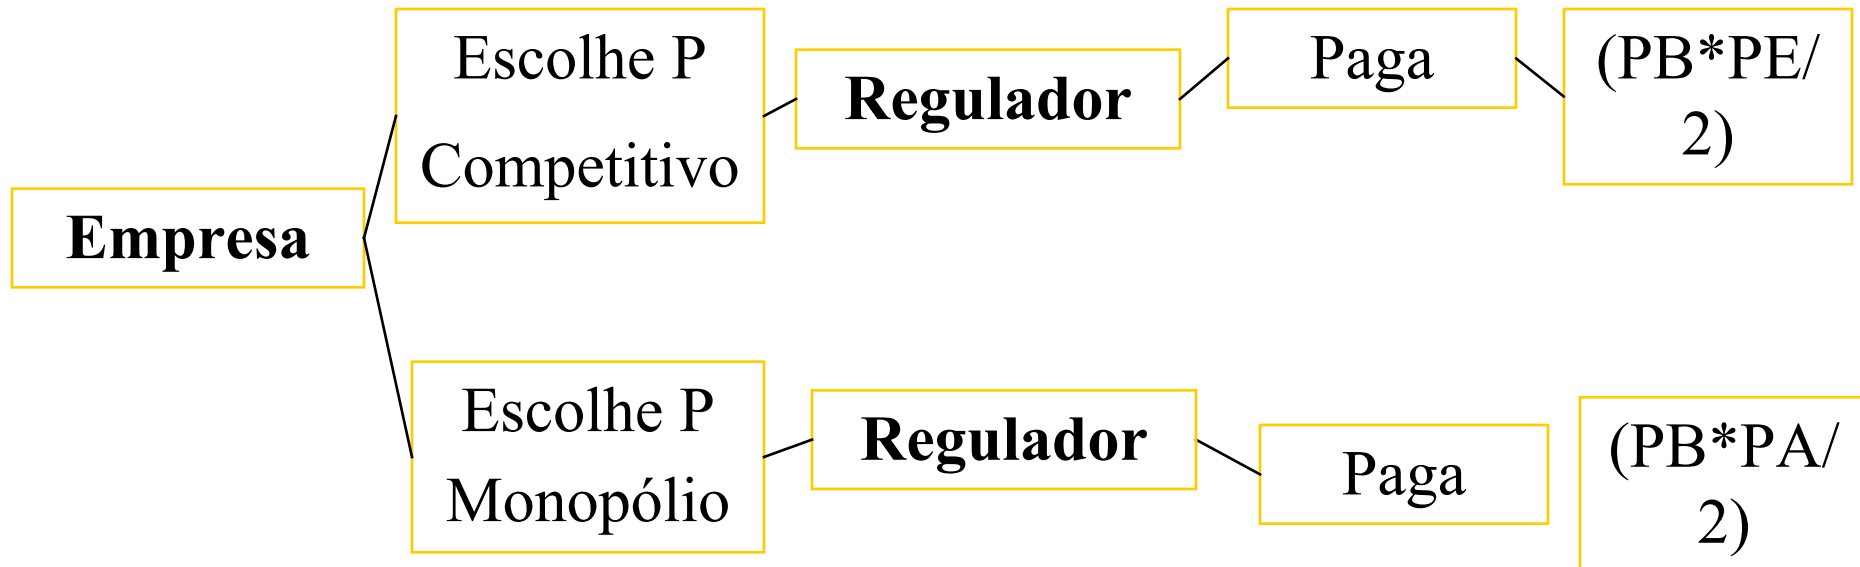 Escolhe P
Competitivo
Regulador
Paga
(PB*PE/
2)
Empresa
Escolhe P
Monopólio
Regulador
Paga
(PB*PA/
2)